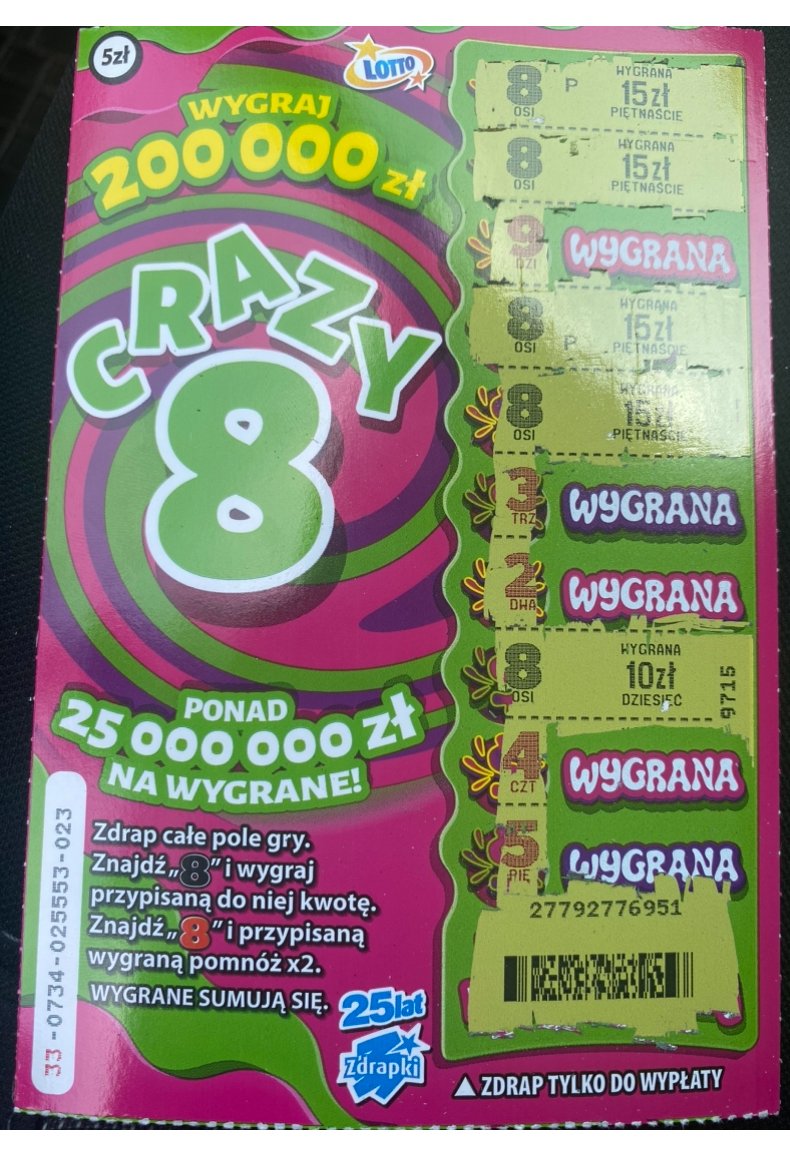 5zł
LOTTO
WYGRAJ
200 000 zł
CRAZY
8
PONAD
25 000 000 zł
NA WYGRANE!
Zdrap całe pole gry.
Znajdź „8” i wygraj
przypisaną do niej kwotę.
Znajdź „8” i przypisaną
wygraną pomnóż x2.
WYGRANE SUMUJĄ SIĘ.
25lat
Zdrapki
33-0734-025553-023
8 P WYGRANA
15zł
OSI PIĘTNAŚCIE
8 WYGRANA
15zł
OSI PIĘTNAŚCIE
9 WYGRANA
DZI
8 WYGRANA
15zł
OSI P PIĘTNAŚCIE
8 WYGRANA
15zł
OSI PIĘTNAŚCIE
3 WYGRANA
TRZ
2 WYGRANA
DWA
8 WYGRANA
10zł
OSI DZIESIĘĆ
9715
4 WYGRANA
CZT
5 WYGRANA
PIĘ
27792776951
▲ ZDRAP TYLKO DO WYPŁATY